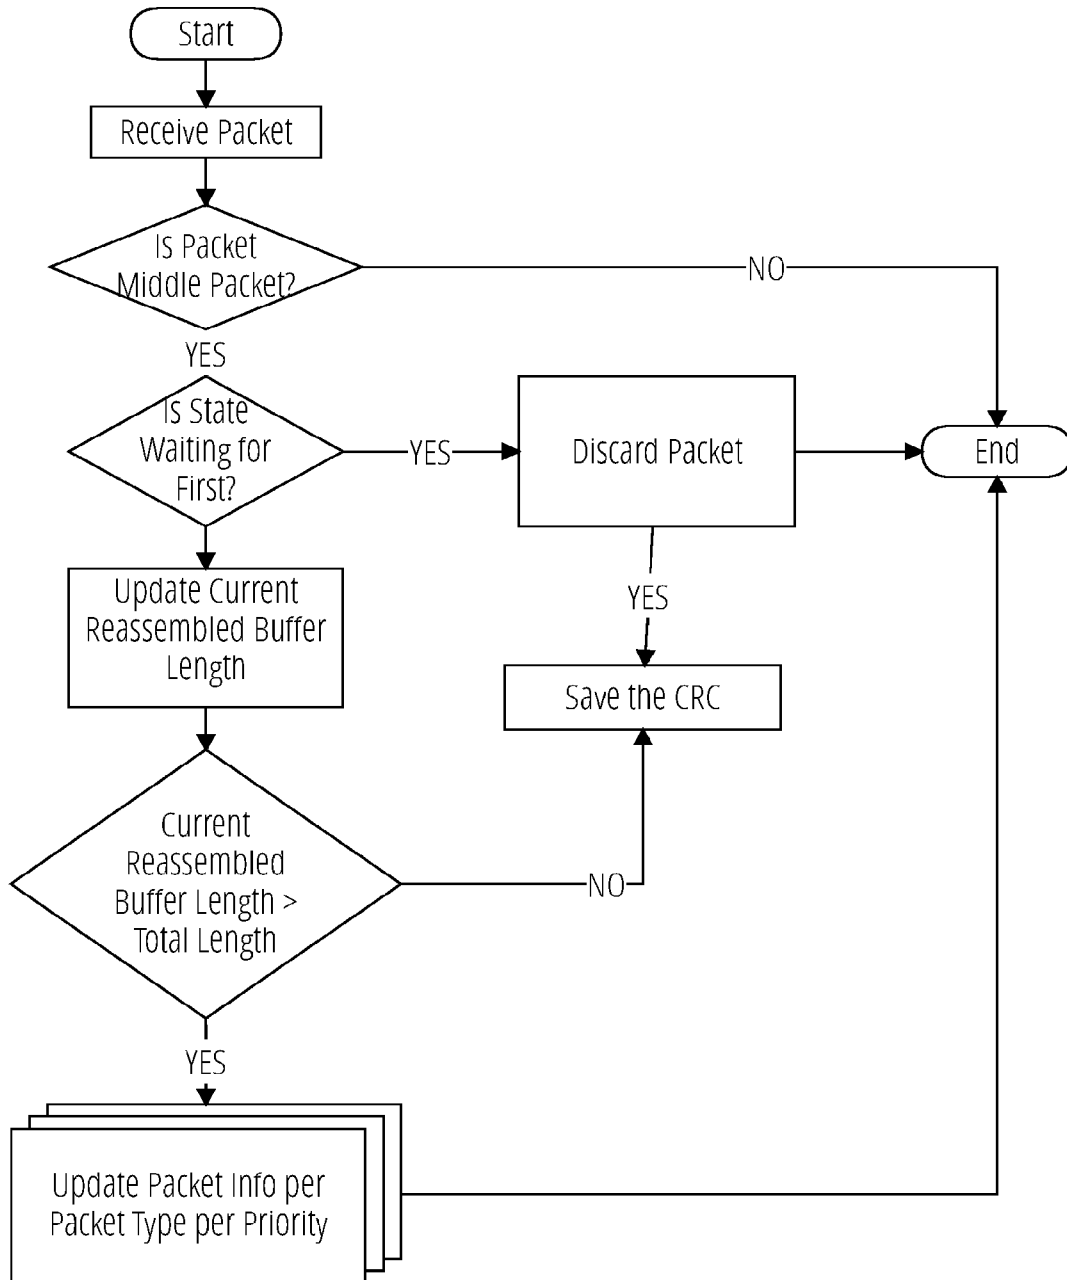 Start
Receive Packet
Is Packet
Middle Packet?
NO
YES
Is State
Waiting for
First?
YES
Discard Packet
End
Update Current
Reassembled Buffer
Length
YES
Save the CRC
Current
Reassembled
Buffer Length >
Total Length
NO
YES
Update Packet Info per
Packet Type per Priority